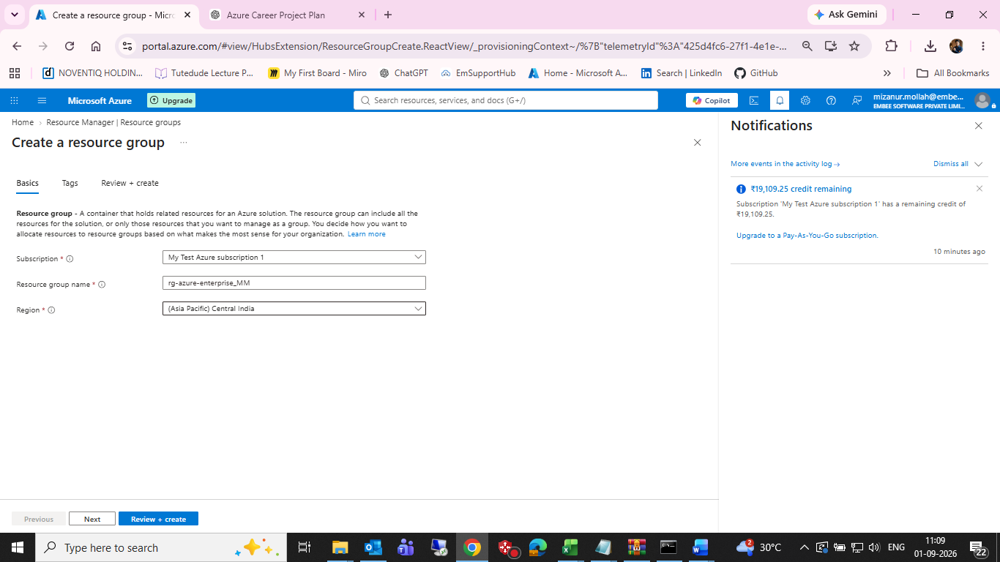 Create a resource group - Micro
Azure Career Project Plan
Ask Gemini
portal.azure.com/#view/HubsExtension/ResourceGroupCreate.ReactView/_provisioningContext~/%7B"telemetryId"%3A"425d4fc6-27f1-4e1e-...
NOVENTIQ HOLDIN...
Tutedude Lecture P...
My First Board - Miro
ChatGPT
EmSupportHub
Home - Microsoft A...
Search | LinkedIn
GitHub
All Bookmarks
Microsoft Azure
Upgrade
Search resources, services, and docs (G+/)
Copilot
mizanur.mollah@embe...
EMBEE SOFTWARE PRIVATE LIMI...
Home > Resource Manager | Resource groups
Create a resource group ...
Basics
Tags
Review + create
Resource group - A container that holds related resources for an Azure solution. The resource group can include all the
resources for the solution, or only those resources that you want to manage as a group. You decide how you want to
allocate resources to resource groups based on what makes the most sense for your organization. Learn more
Subscription *
My Test Azure subscription 1
Resource group name *
rg-azure-enterprise_MM
Region *
(Asia Pacific) Central India
Previous
Next
Review + create
Notifications
More events in the activity log →
Dismiss all
₹19,109.25 credit remaining
Subscription 'My Test Azure subscription 1' has a remaining credit of
₹19,109.25.
Upgrade to a Pay-As-You-Go subscription.
10 minutes ago
Type here to search
2
30°C
ENG
11:09
01-09-2026
22